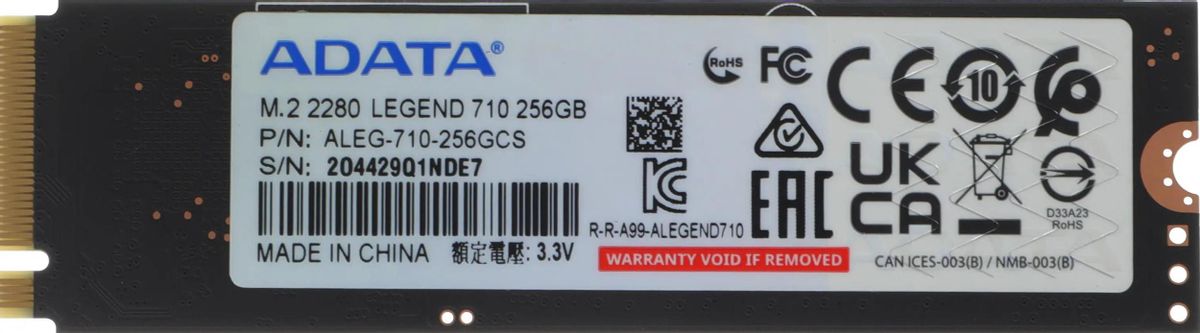 ADATA®
M.2 2280 LEGEND 710 256GB
P/N: ALEG-710-256GCS
S/N: 204429Q1NDE7
MADE IN CHINA 額定電壓: 3.3V
R-R-A99-ALEGEND710
WARRANTY VOID IF REMOVED
RoHS FC CE 10
EAC UK
CA
D33A23
RoHS
CAN ICES-003(B) / NMB-003(B)